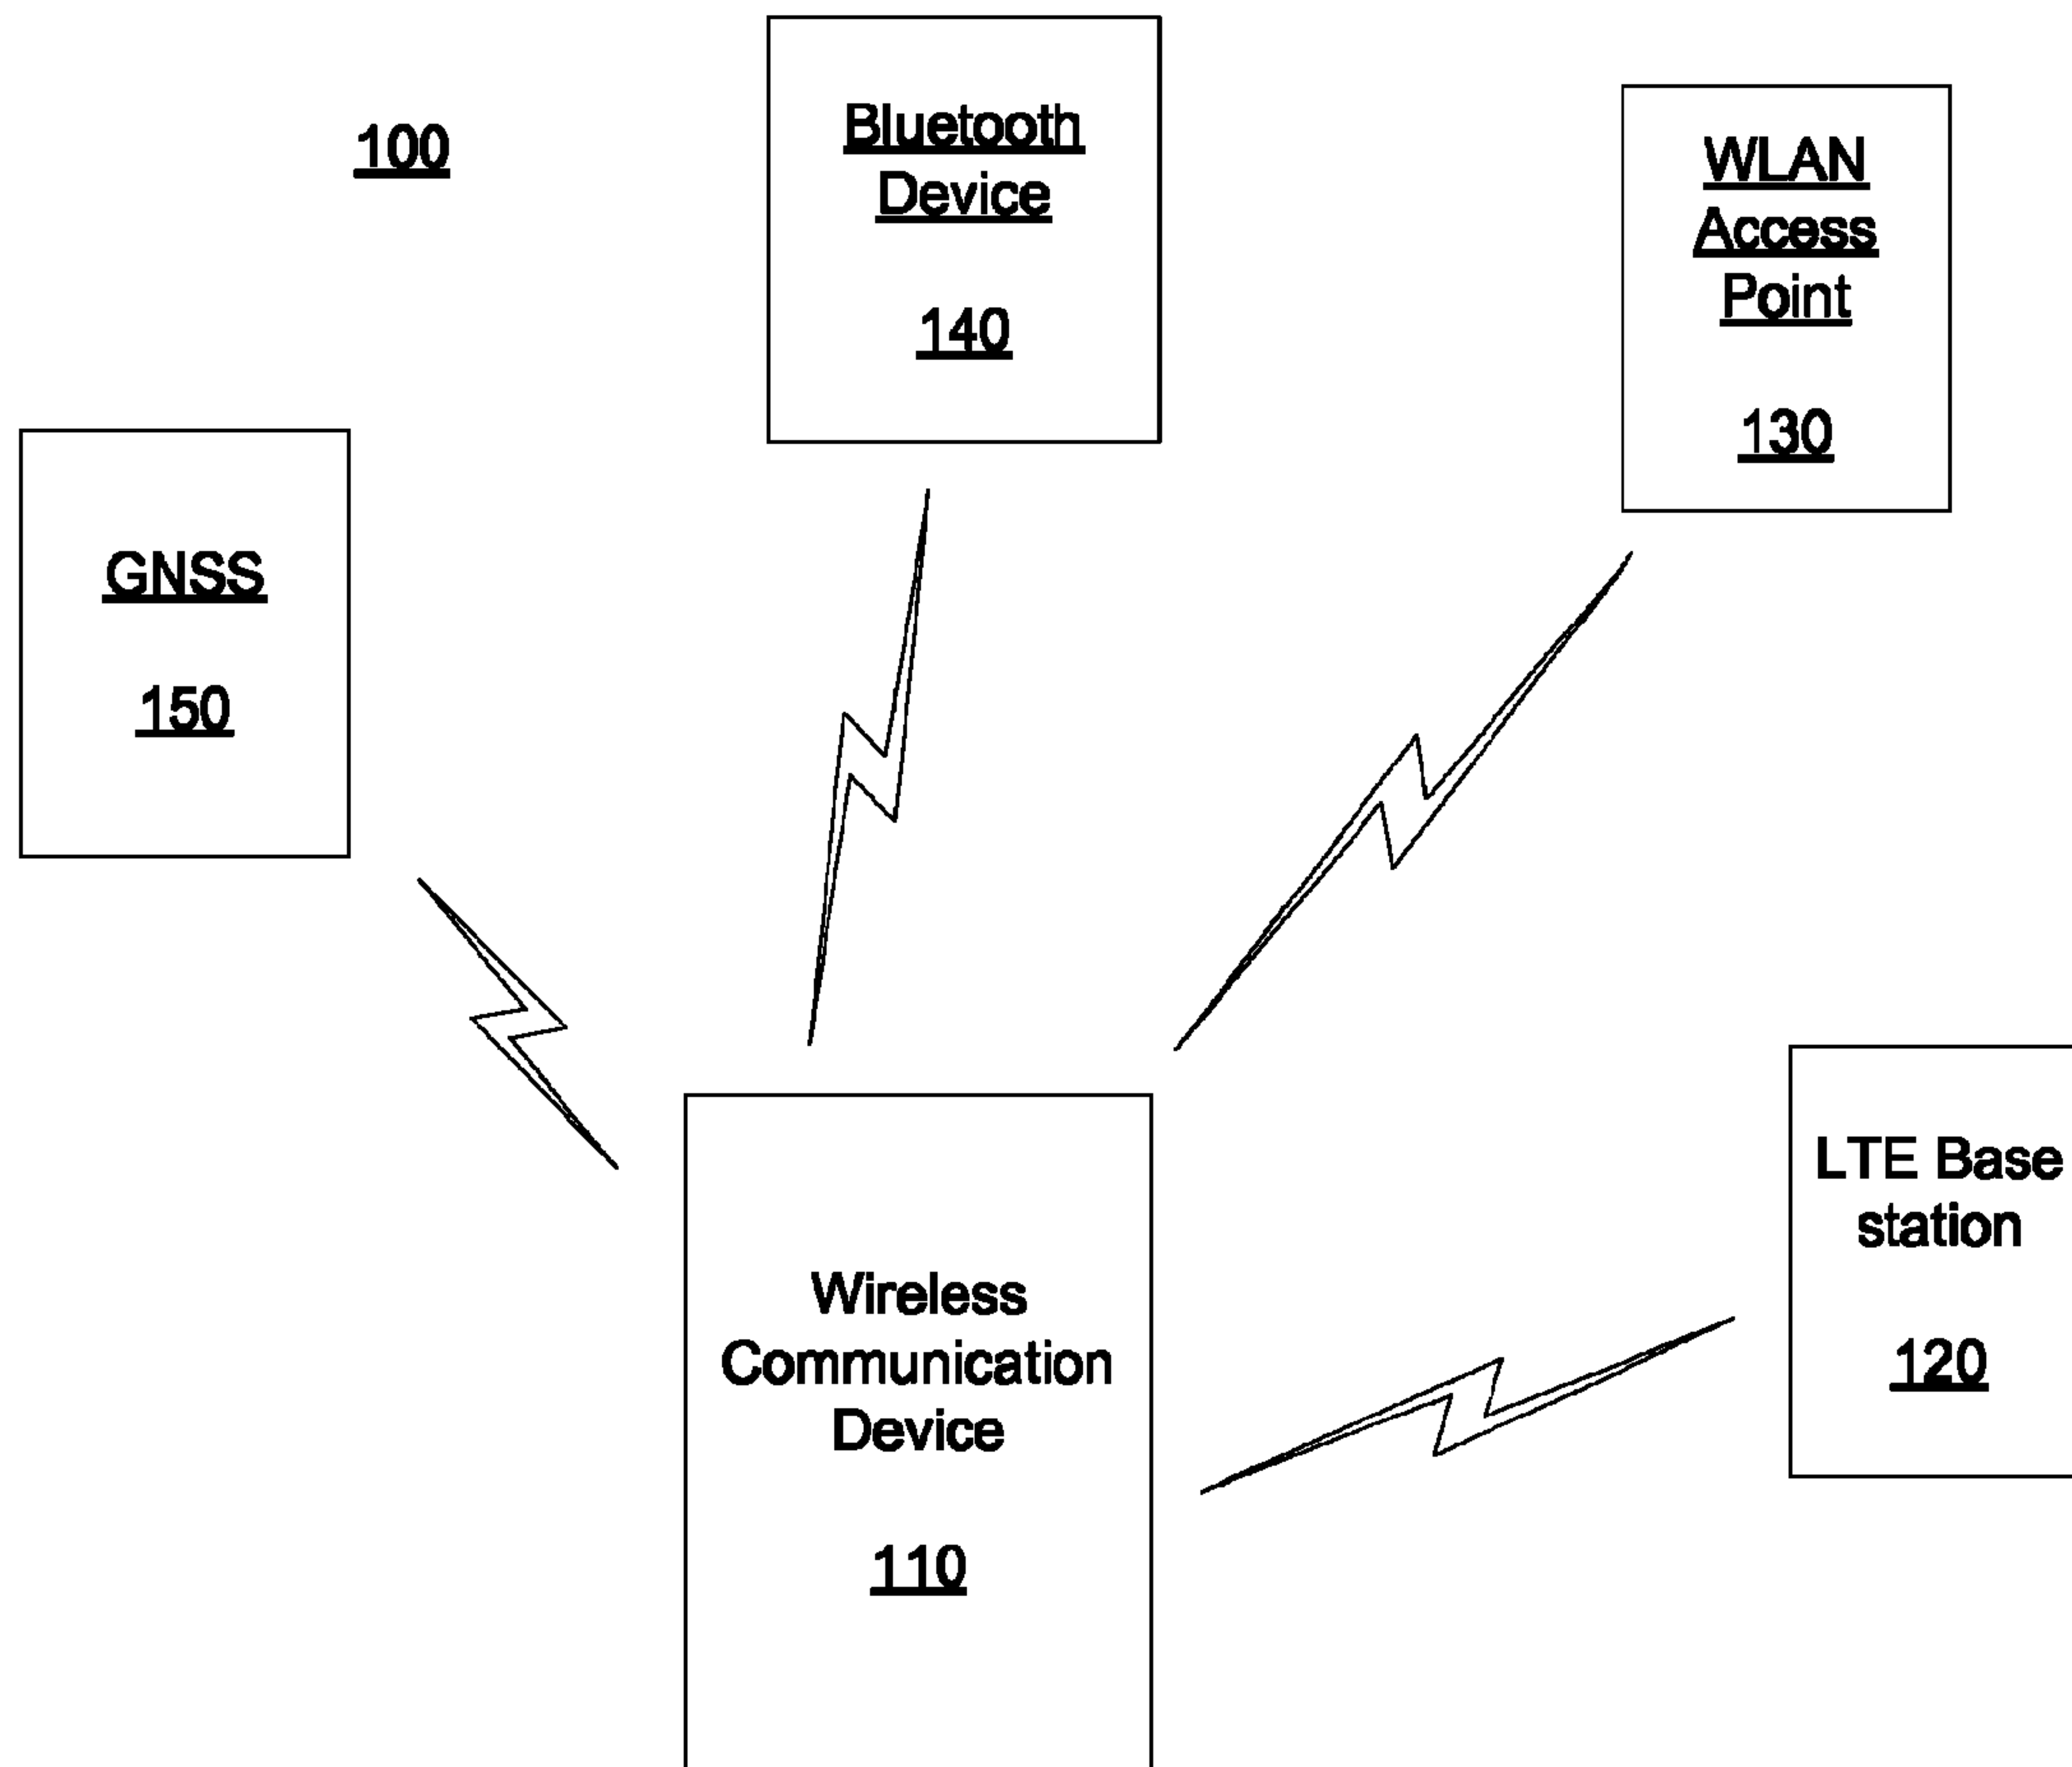 100
Bluetooth
Device
140
WLAN
Access
Point
130
GNSS
150
LTE Base
station
120
Wireless
Communication
Device
110